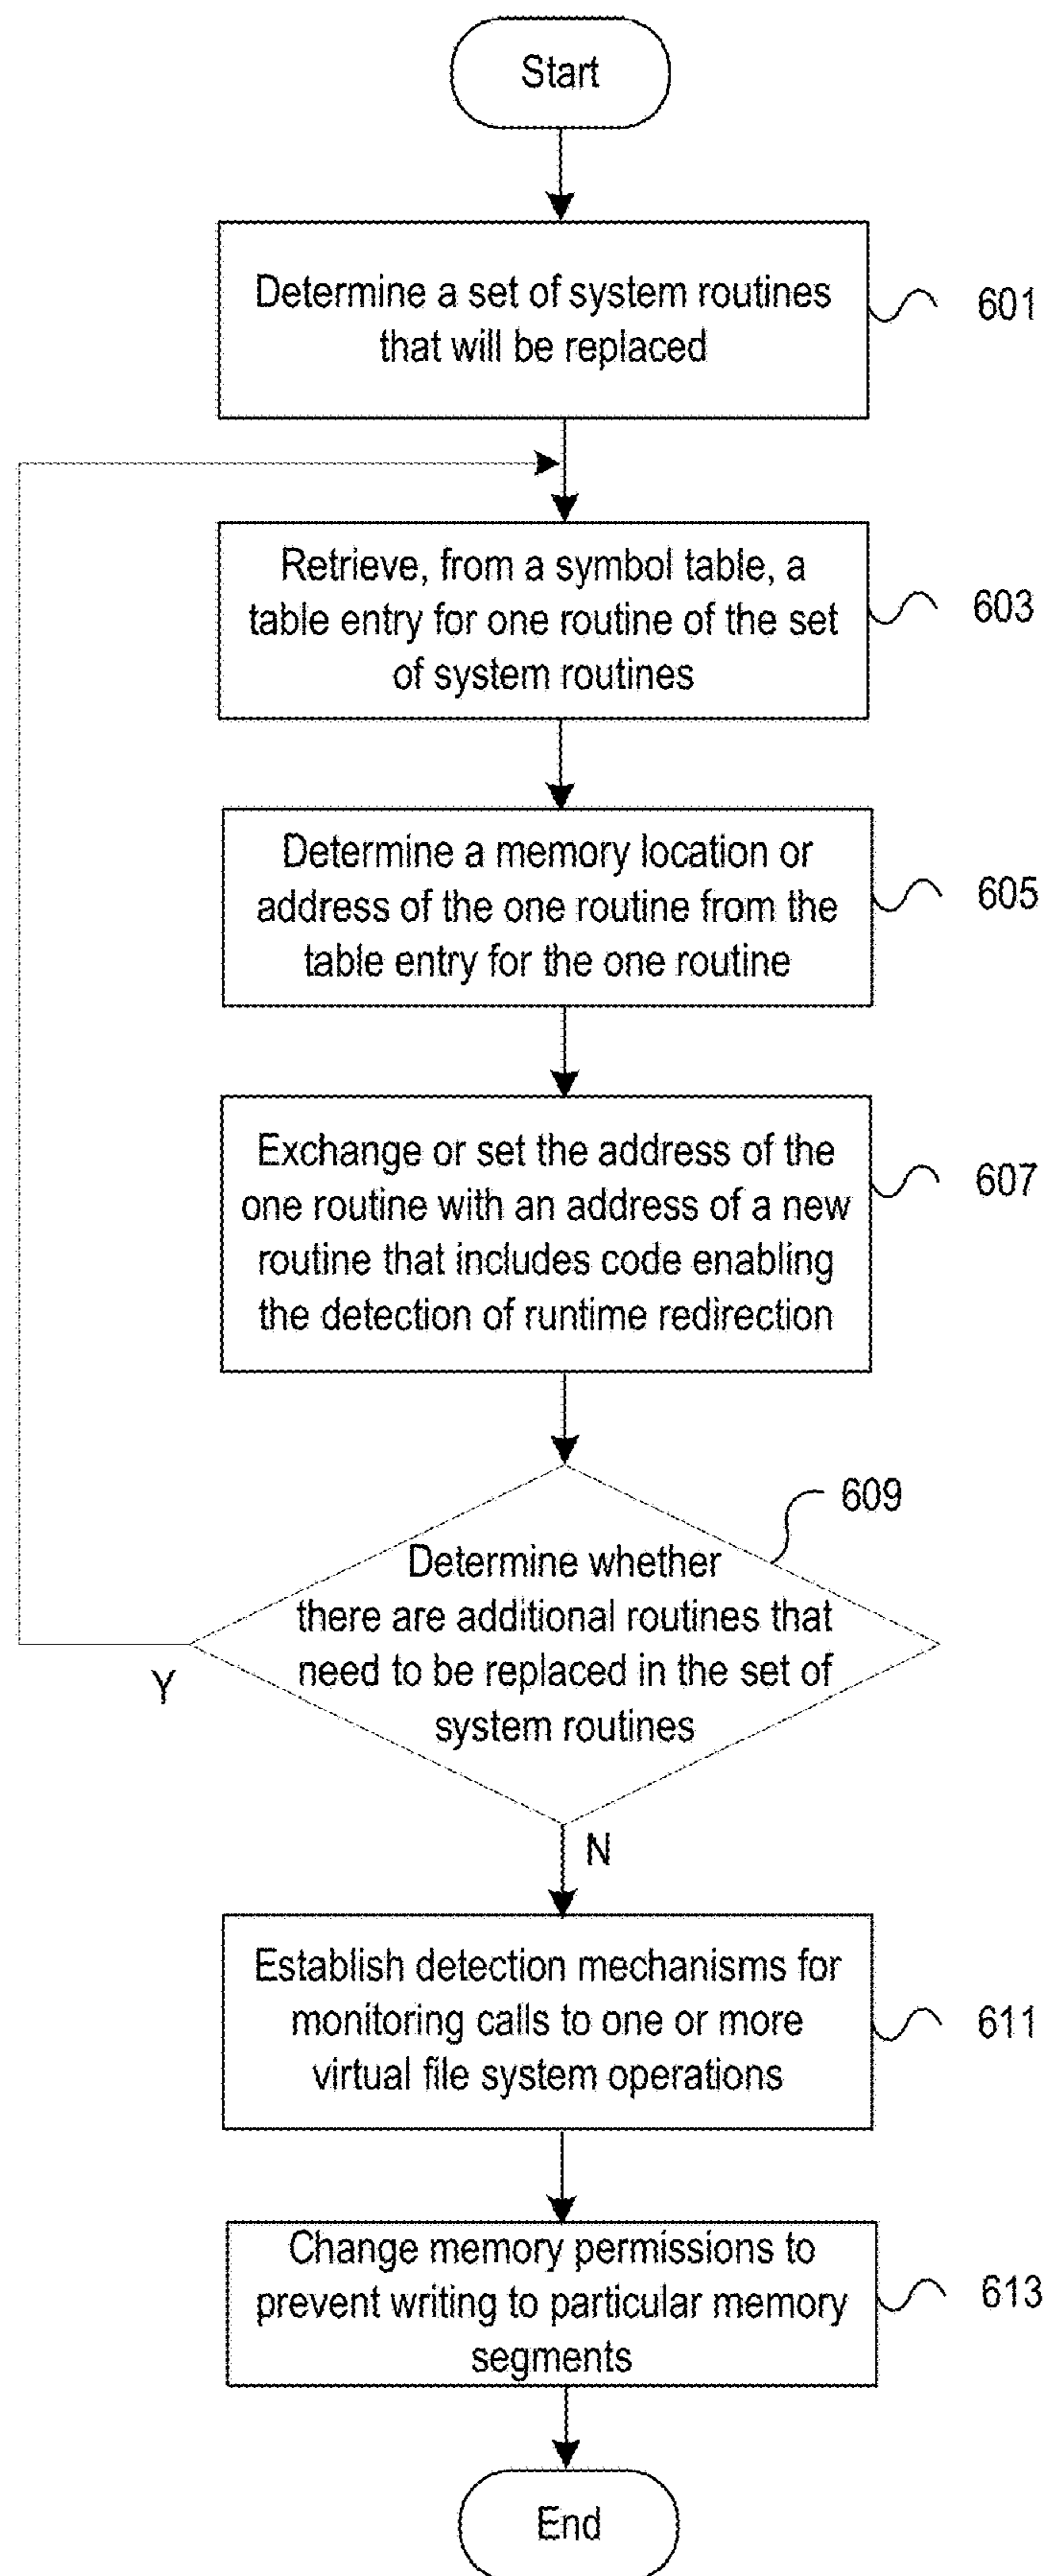 Start
Determine a set of system routines
that will be replaced
601
Retrieve, from a symbol table, a
table entry for one routine of the set
of system routines
603
Determine a memory location or
address of the one routine from the
table entry for the one routine
605
Exchange or set the address of the
one routine with an address of a new
routine that includes code enabling
the detection of runtime redirection
607
609
Determine whether
there are additional routines that
need to be replaced in the set of
system routines
Y
N
Establish detection mechanisms for
monitoring calls to one or more
virtual file system operations
611
Change memory permissions to
prevent writing to particular memory
segments
613
End